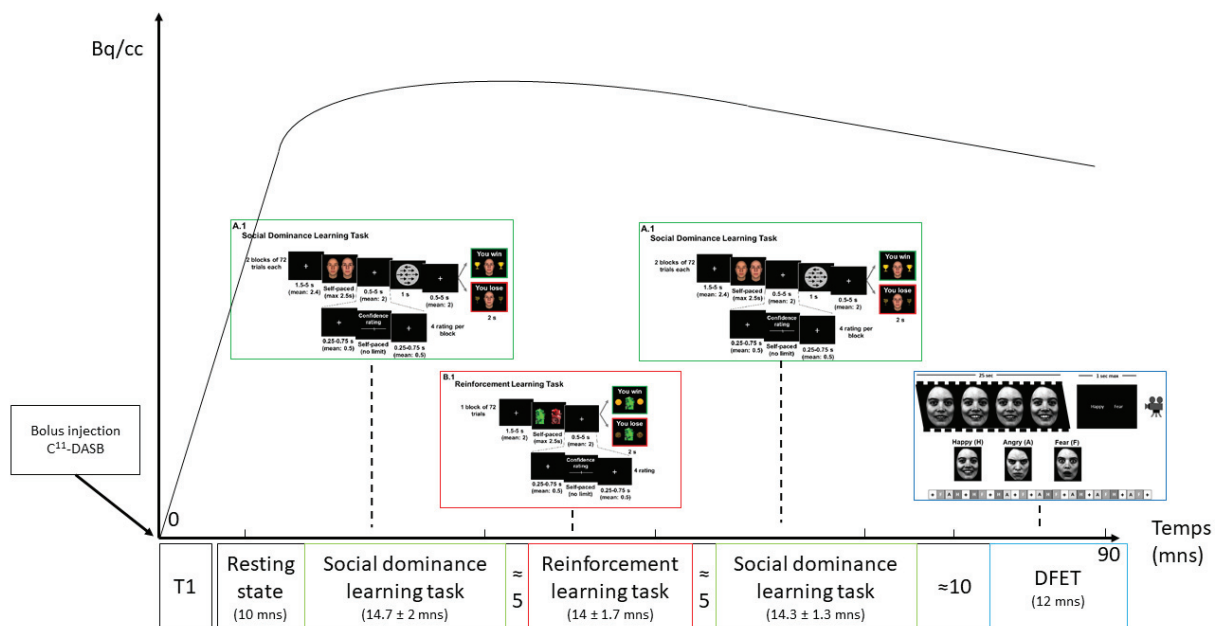 Bq/cc
A.1
Social Dominance Learning Task
2 blocks of 72
trials each
1.5-5 s
(mean: 2.4)
Self-paced
(max 2.5s)
0.5-5 s
(mean: 2)
1 s
0.5-5 s
(mean: 2)
You win
You lose
2 s
Confidence
rating
0.25-0.75 s
(mean: 0.5)
Self-paced
(no limit)
0.25-0.75 s
(mean: 0.5)
4 rating per
block
A.1
Social Dominance Learning Task
2 blocks of 72
trials each
1.5-5 s
(mean: 2.4)
Self-paced
(max 2.5s)
0.5-5 s
(mean: 2)
1 s
0.5-5 s
(mean: 2)
You win
You lose
2 s
Confidence
rating
0.25-0.75 s
(mean: 0.5)
Self-paced
(no limit)
0.25-0.75 s
(mean: 0.5)
4 rating per
block
B.1
Reinforcement Learning Task
1 block of 72
trials
1.5-5 s
(mean: 2)
Self-paced
(max 2.5s)
0.5-5 s
(mean: 2)
You win
You lose
2 s
Confidence
rating
0.25-0.75 s
(mean: 0.5)
Self-paced
(no limit)
0.25-0.75 s
(mean: 0.5)
4 rating
25 sec
1 sec max
Happy Fear
Happy (H)
Angry (A)
Fear (F)
Bolus injection
C¹¹-DASB
0
90
Temps
(mns)
T1
Resting
state
(10 mns)
Social dominance
learning task
(14.7 ± 2 mns)
≈
5
Reinforcement
learning task
(14 ± 1.7 mns)
≈
5
Social dominance
learning task
(14.3 ± 1.3 mns)
≈10
DFET
(12 mns)